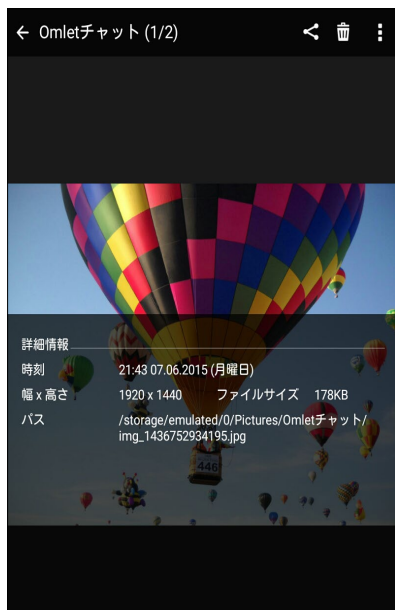 Omletチャット (1/2)
詳細情報
時刻 21:43 07.06.2015 (月曜日)
幅 x 高さ 1920 x 1440 ファイルサイズ 178KB
パス /storage/emulated/0/Pictures/Omletチャット/
img_1436752934195.jpg
446